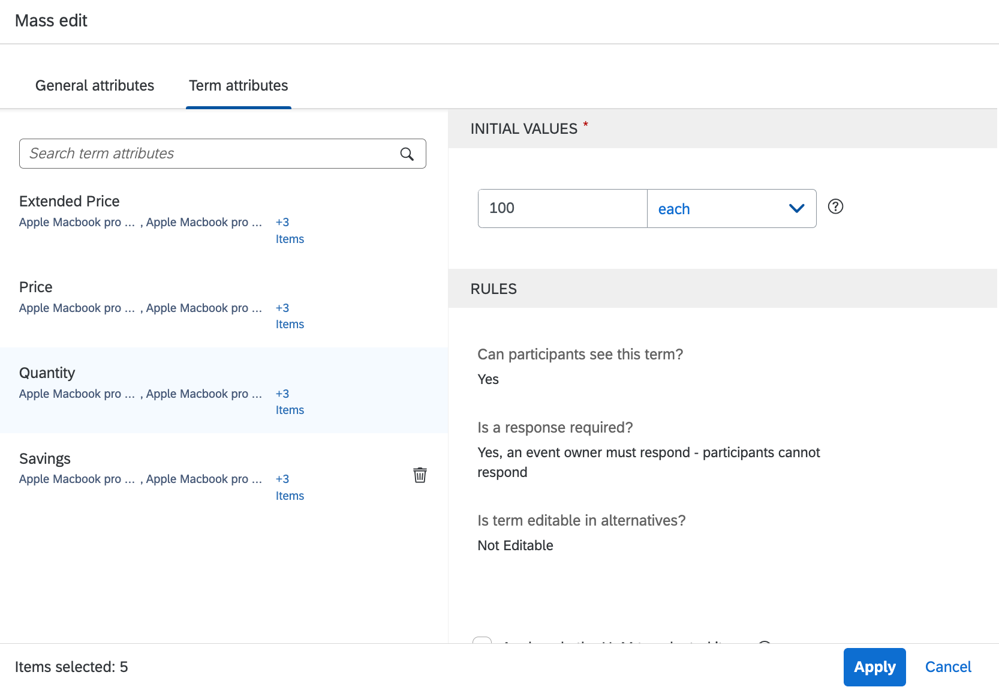 Mass edit
General attributes
Term attributes
Search term attributes
Extended Price
Apple Macbook pro ... , Apple Macbook pro ... +3
Items
Price
Apple Macbook pro ... , Apple Macbook pro ... +3
Items
Quantity
Apple Macbook pro ... , Apple Macbook pro ... +3
Items
Savings
Apple Macbook pro ... , Apple Macbook pro ... +3
Items
INITIAL VALUES *
100
each
RULES
Can participants see this term?
Yes
Is a response required?
Yes, an event owner must respond - participants cannot
respond
Is term editable in alternatives?
Not Editable
Items selected: 5
Apply
Cancel